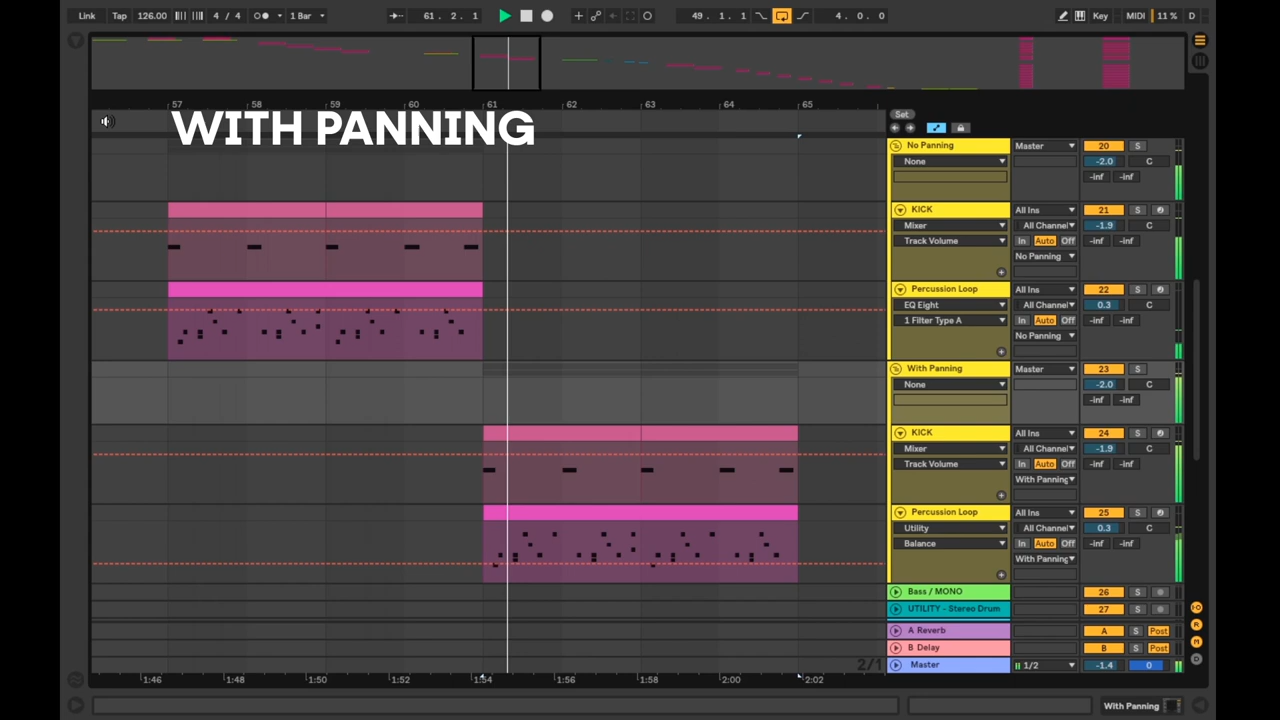 Link Tap 126.00 4 / 4 1 Bar 61. 2. 1 49. 1. 1 4. 0. 0 Key MIDI 11 % D
57 58 59 60 61 62 63 64 65
WITH PANNING
Set
No Panning Master 20 S
None -2.0 C
-inf -inf
KICK All Ins 21 S
Mixer All Channel -1.9 C
Track Volume In Auto Off -inf -inf
No Panning
Percussion Loop All Ins 22 S
EQ Eight All Channel 0.3 C
1 Filter Type A In Auto Off -inf -inf
No Panning
With Panning Master 23 S
None -2.0 C
-inf -inf
KICK All Ins 24 S
Mixer All Channel -1.9 C
Track Volume In Auto Off -inf -inf
With Panning
Percussion Loop All Ins 25 S
Utility All Channel 0.3 C
Balance In Auto Off -inf -inf
With Panning
Bass / MONO 26 S
UTILITY - Stereo Drum 27 S
A Reverb A S Post
B Delay B S Post
2/1 Master 1/2 -1.4 0
1:46 1:48 1:50 1:52 1:54 1:56 1:58 2:00 2:02
With Panning